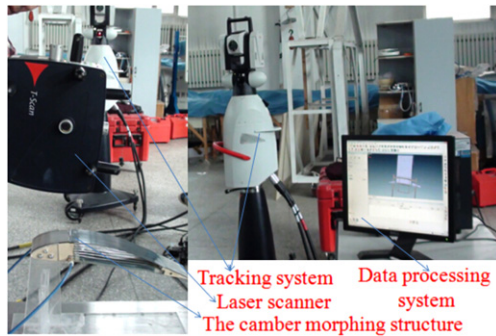 T-Scan
Tracking system
Data processing
system
Laser scanner
The camber morphing structure